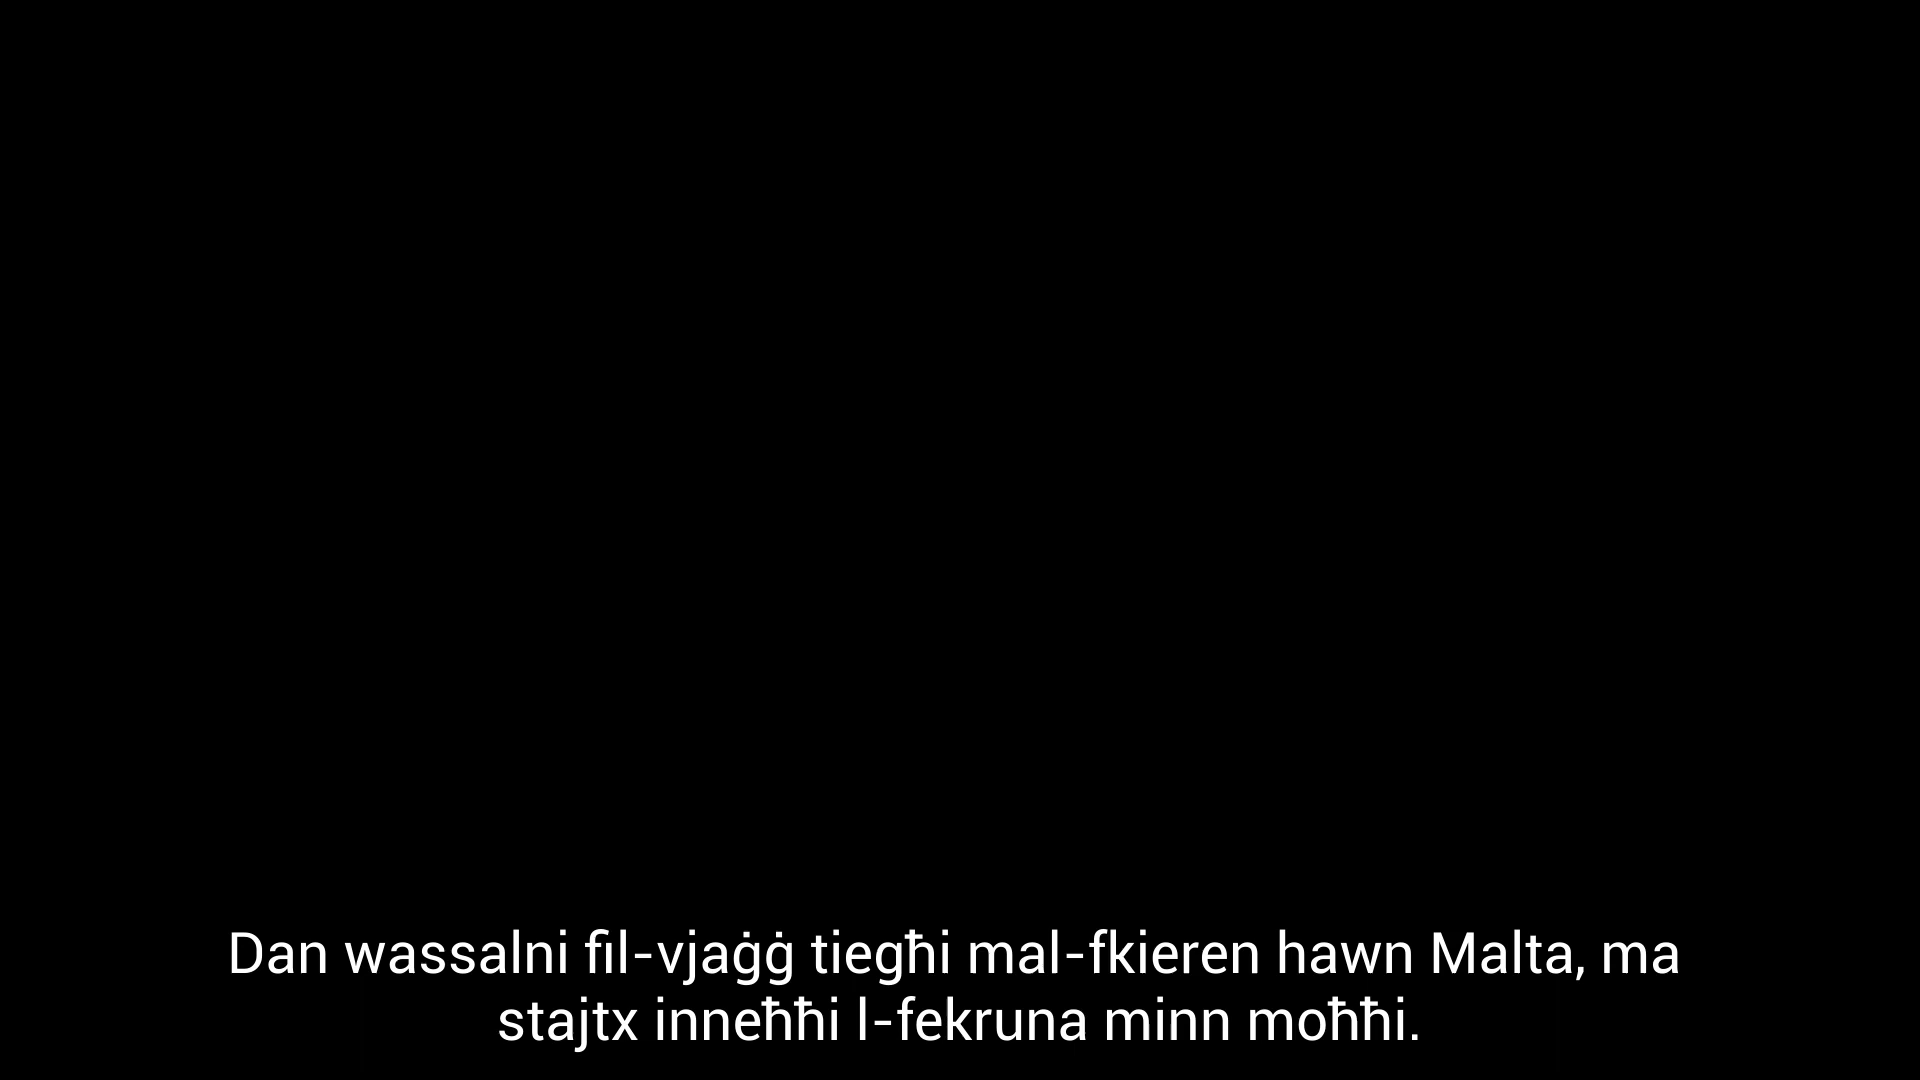 Dan wassalni fil-vjaġġ tiegħi mal-fkieren hawn Malta, ma
stajtx inneħħi l-fekruna minn moħħi.